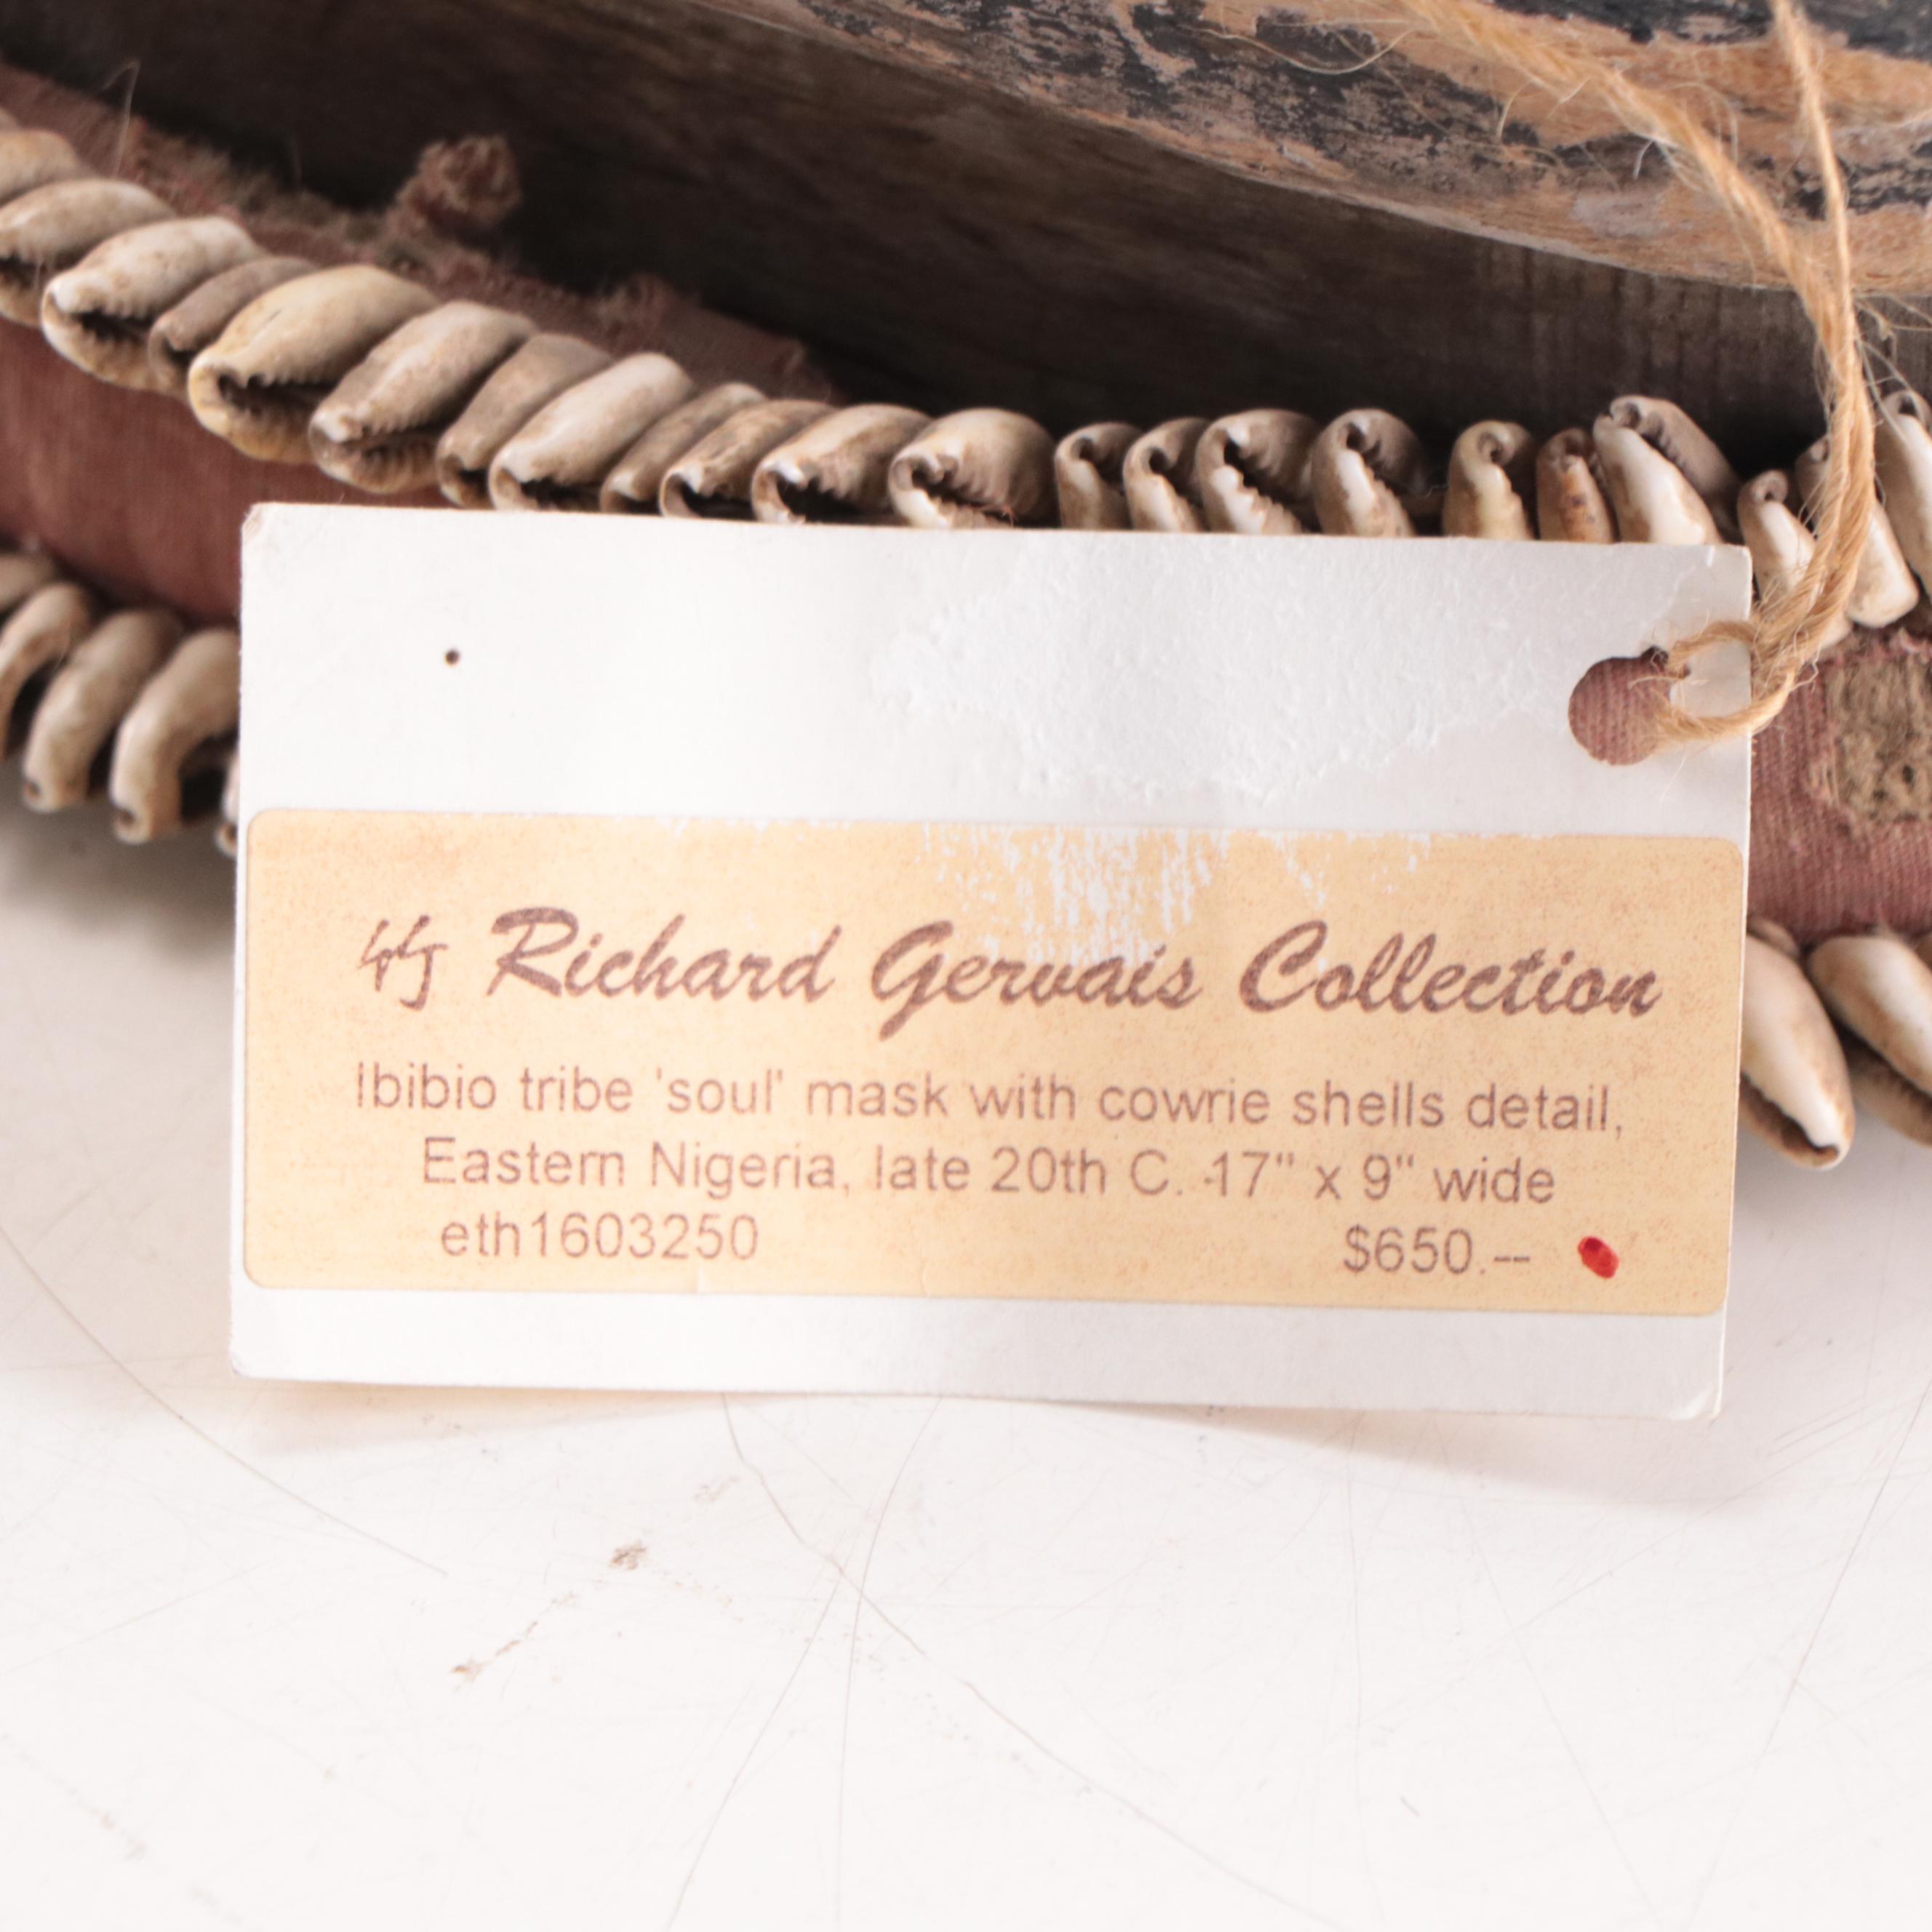 竹 Richard Gervais Collection
Ibibio tribe 'soul' mask with cowrie shells detail,
Eastern Nigeria, late 20th C. 17" x 9" wide
eth1603250 $650.--